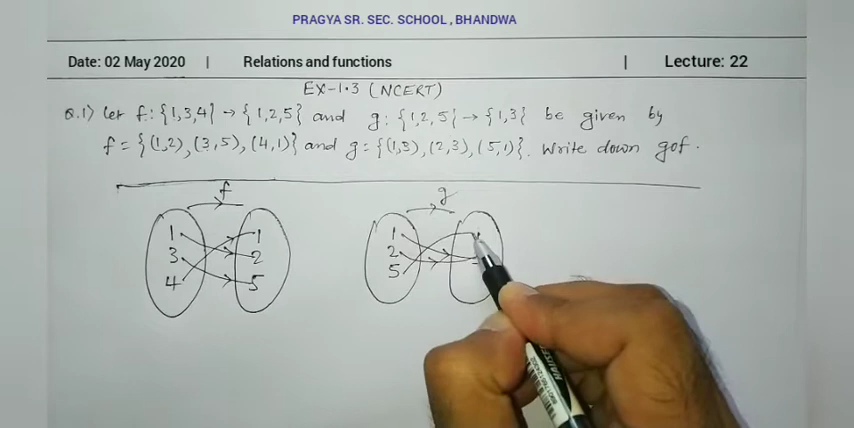 PRAGYA SR. SEC. SCHOOL , BHANDWA
Date: 02 May 2020 | Relations and functions | Lecture: 22
EX-1.3 (NCERT)
Q.1) Let f: {1,3,4} → {1,2,5} and g: {1,2,5} → {1,3} be given by
f = {(1,2), (3,5), (4,1)} and g = {(1,3), (2,3), (5,1)}. Write down gof.
f g
1 1 1
3 2 2
4 5 5